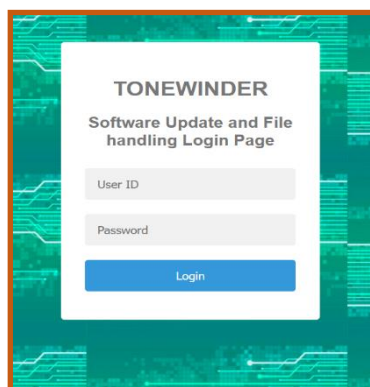 TONEWINDER
Software Update and File
handling Login Page
User ID
Password
Login